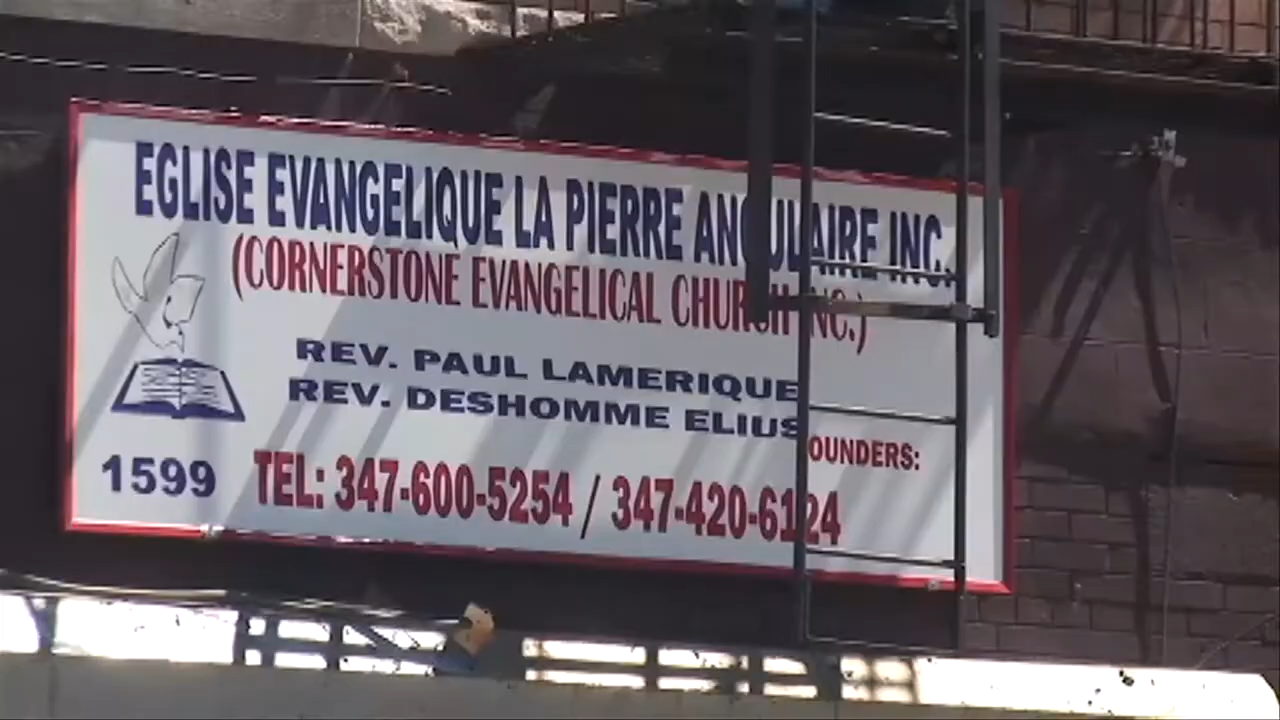 EGLISE EVANGELIQUE LA PIERRE ANGULAIRE INC.
(CORNERSTONE EVANGELICAL CHURCH INC.)
REV. PAUL LAMERIQUE
REV. DESHOMME ELIUS
FOUNDERS:
1599 TEL: 347-600-5254 / 347-420-6124